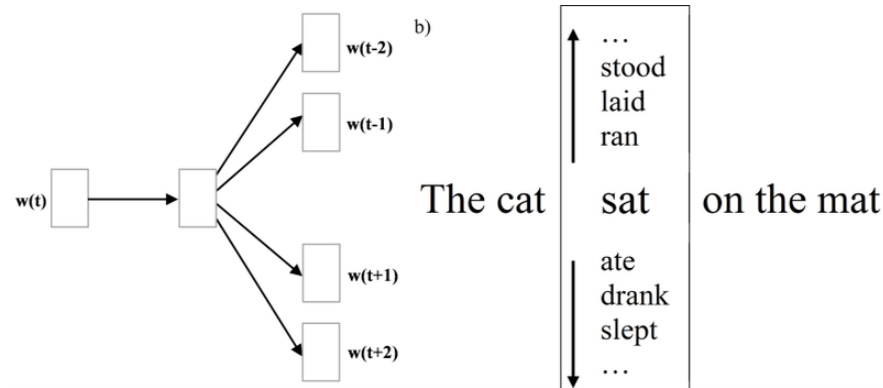 w(t)
w(t-2)
w(t-1)
w(t+1)
w(t+2)
b)
…
stood
laid
ran
The cat sat on the mat
ate
drank
slept
…